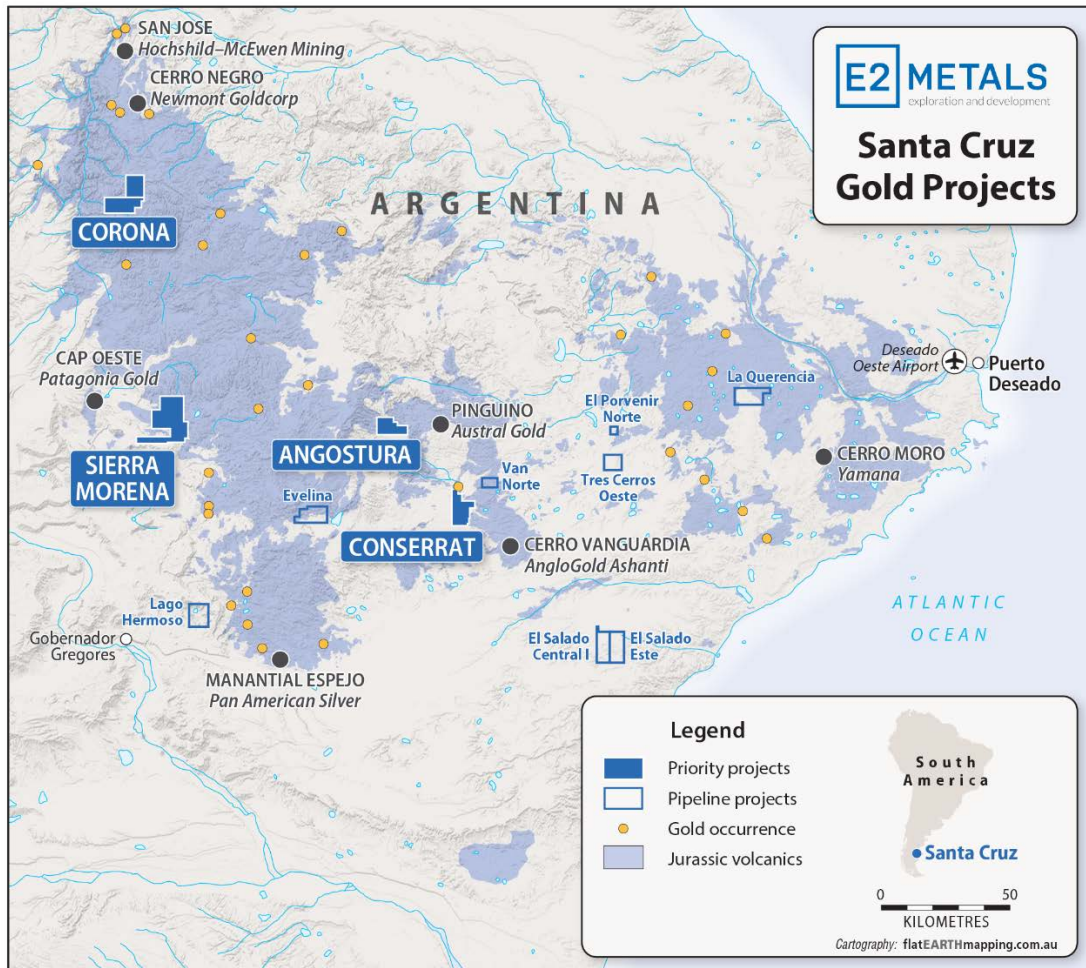 SAN JOSE
Hochshild–McEwen Mining
CERRO NEGRO
Newmont Goldcorp
E2 METALS
exploration and development
Santa Cruz
Gold Projects
ARGENTINA
CORONA
CAP OESTE
Patagonia Gold
Deseado
Oeste Airport
Puerto
Deseado
La Querencia
El Porvenir
Norte
PINGUINO
Austral Gold
ANGOSTURA
SIERRA
MORENA
CERRO MORO
Yamana
Van
Norte
Tres Cerros
Oeste
Evelina
CONSERRAT
CERRO VANGUARDIA
AngloGold Ashanti
Lago
Hermoso
ATLANTIC
OCEAN
Gobernador
Gregores
El Salado
Central I
El Salado
Este
MANANTIAL ESPEJO
Pan American Silver
Legend
Priority projects
Pipeline projects
Gold occurrence
Jurassic volcanics
South
America
Santa Cruz
0 50
KILOMETRES
Cartography: flatEARTHmapping.com.au